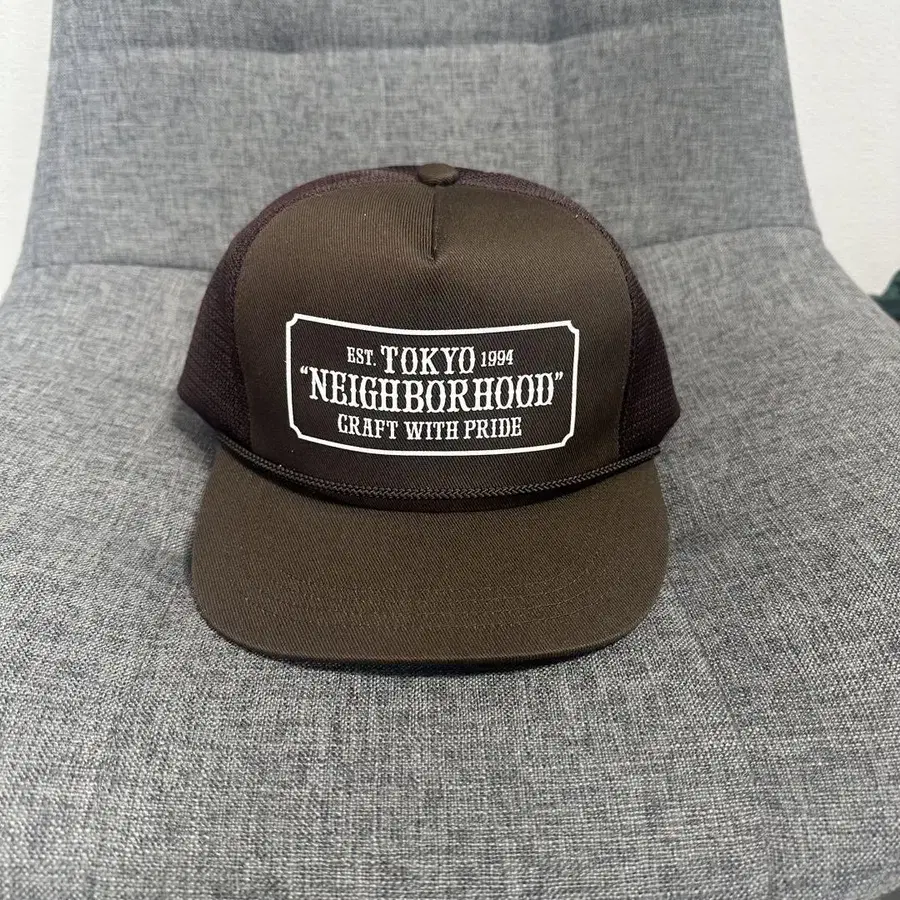 EST. TOKYO 1994
“NEIGHBORHOOD”
CRAFT WITH PRIDE